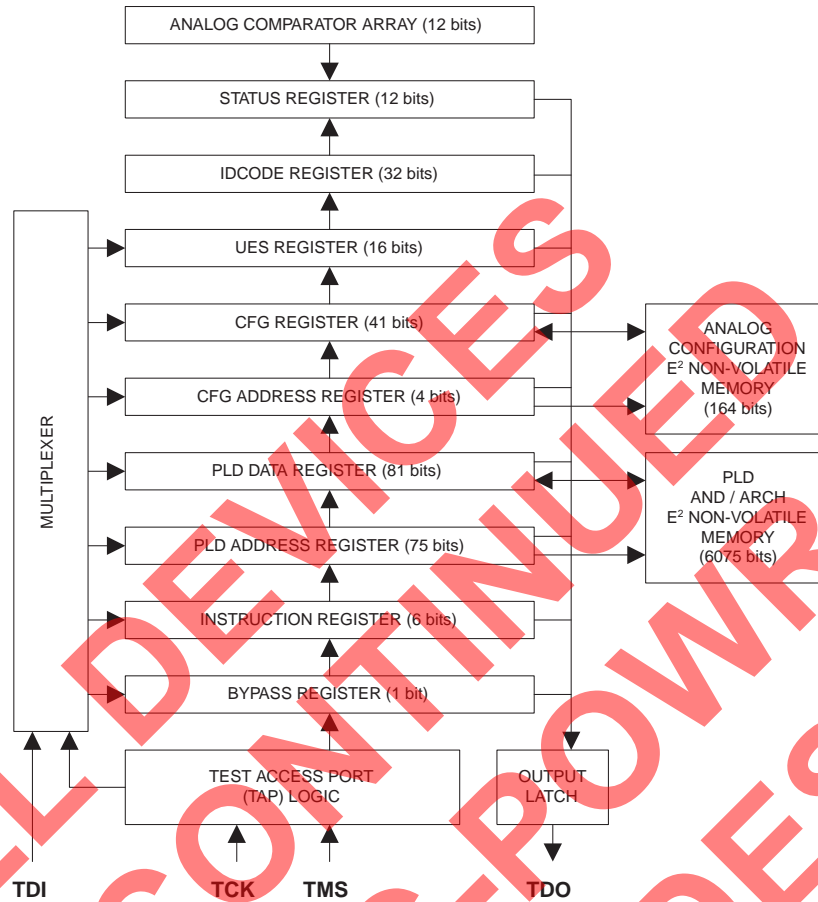 ANALOG COMPARATOR ARRAY (12 bits)
STATUS REGISTER (12 bits)
IDCODE REGISTER (32 bits)
UES REGISTER (16 bits)
CFG REGISTER (41 bits)
CFG ADDRESS REGISTER (4 bits)
PLD DATA REGISTER (81 bits)
PLD ADDRESS REGISTER (75 bits)
INSTRUCTION REGISTER (6 bits)
BYPASS REGISTER (1 bit)
MULTIPLEXER
ANALOG
CONFIGURATION
E² NON-VOLATILE
MEMORY
(164 bits)
PLD
AND / ARCH
E² NON-VOLATILE
MEMORY
(6075 bits)
TEST ACCESS PORT
(TAP) LOGIC
OUTPUT
LATCH
TDI
TCK
TMS
TDO
DEVICES
CONTINUED